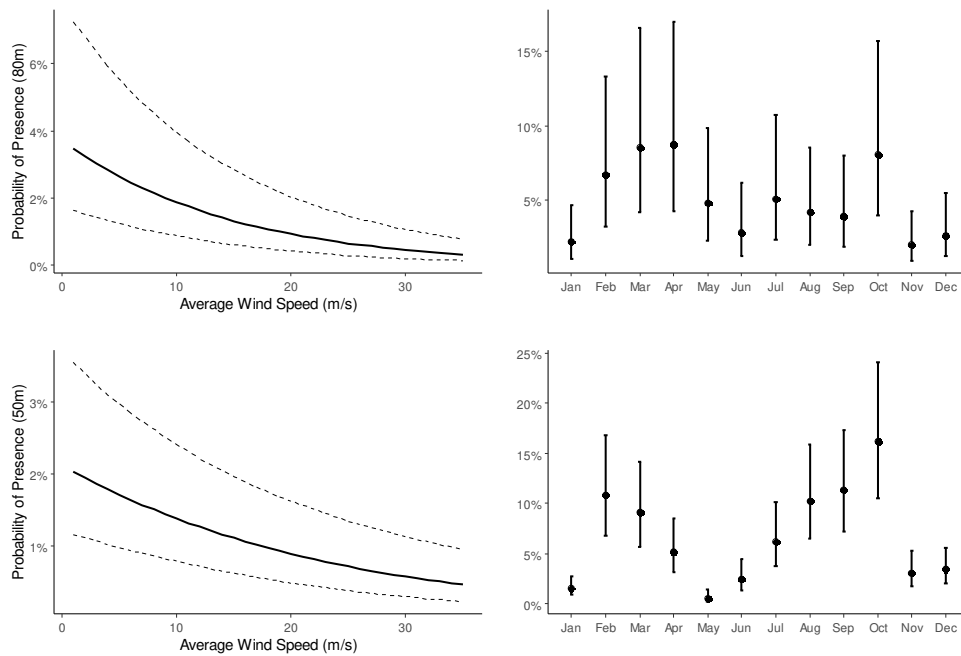 Probability of Presence (80m)
6%
4%
2%
0%
0 10 20 30
Average Wind Speed (m/s)
15%
10%
5%
Jan Feb Mar Apr May Jun Jul Aug Sep Oct Nov Dec
Probability of Presence (50m)
3%
2%
1%
0 10 20 30
Average Wind Speed (m/s)
25%
20%
15%
10%
5%
0%
Jan Feb Mar Apr May Jun Jul Aug Sep Oct Nov Dec